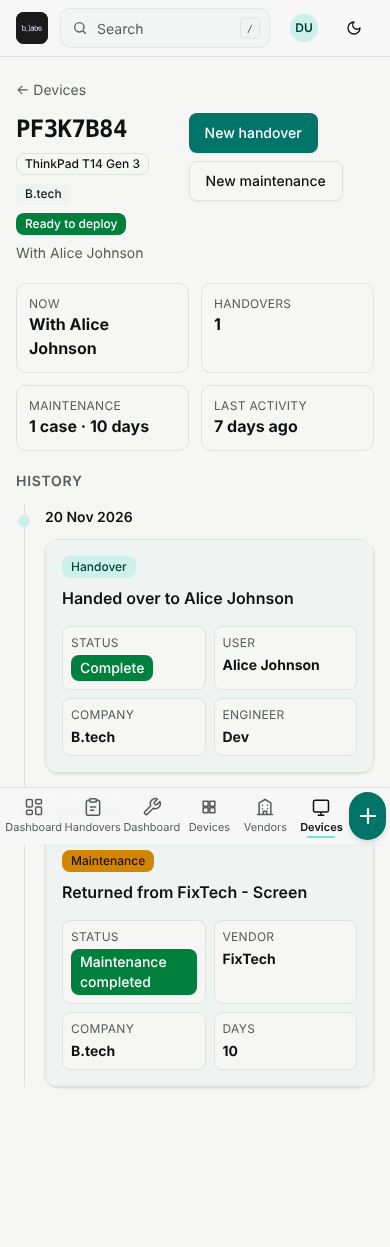 b_labs
Search
/
DU
← Devices
PF3K7B84
New handover
ThinkPad T14 Gen 3
New maintenance
B.tech
Ready to deploy
With Alice Johnson
NOW
With Alice
Johnson
HANDOVERS
1
MAINTENANCE
1 case · 10 days
LAST ACTIVITY
7 days ago
HISTORY
20 Nov 2026
Handover
Handed over to Alice Johnson
STATUS
Complete
USER
Alice Johnson
COMPANY
B.tech
ENGINEER
Dev
Dashboard
Handovers
Dashboard
Devices
Vendors
Devices
Maintenance
Returned from FixTech - Screen
STATUS
Maintenance
completed
VENDOR
FixTech
COMPANY
B.tech
DAYS
10